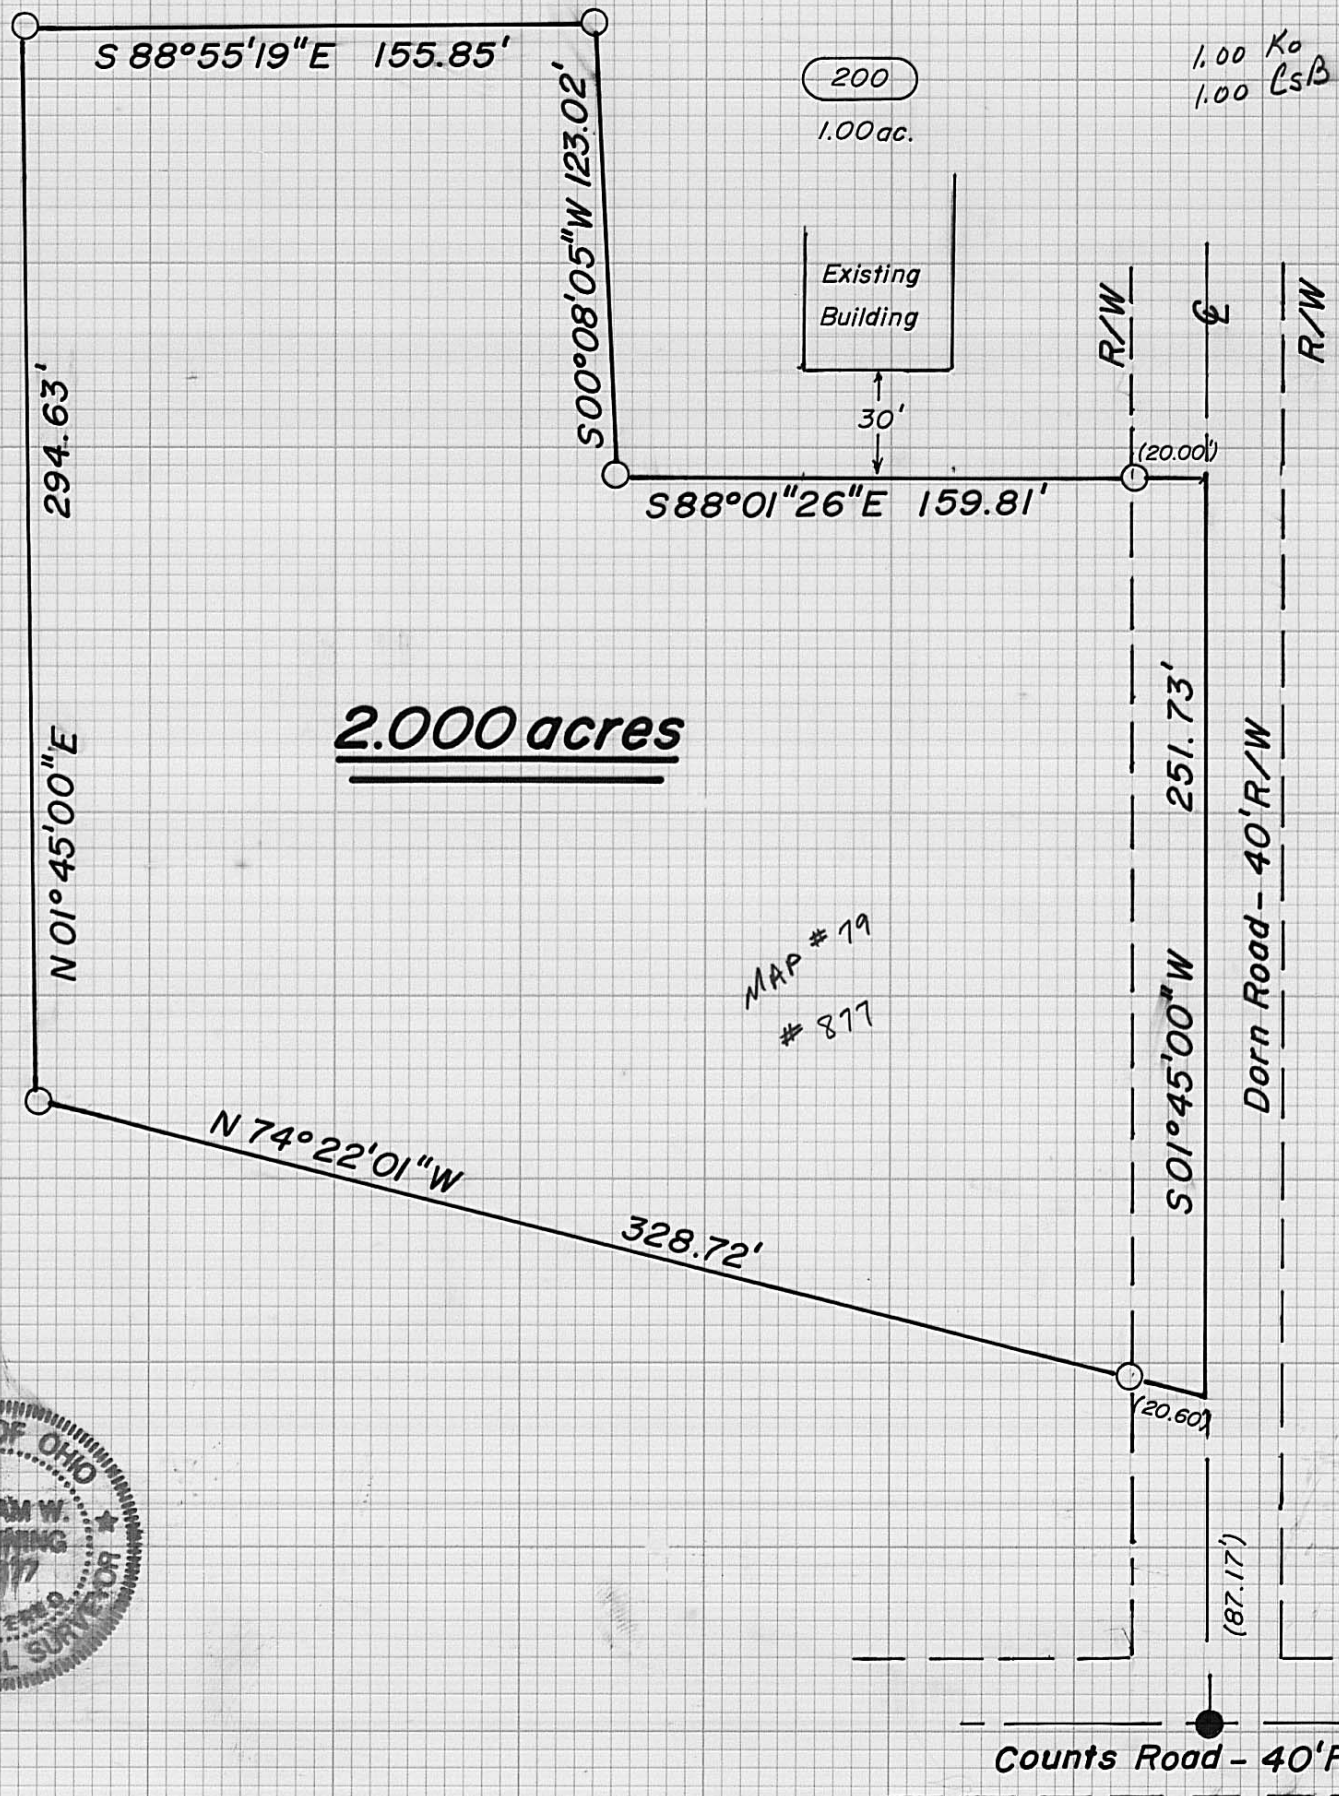 S 88°55'19"E 155.85'
1.00 Ko
1.00 CsB
200
1.00 ac.
S00°08'05"W 123.02'
Existing
Building
30'
R/W
℄
R/W
(20.00')
S88°01"26"E 159.81'
294.63'
N 01°45'00"E
2.000 acres
251.73'
S 01°45'00"W
Dorn Road - 40' R/W
MAP # 79
# 877
N 74°22'01"W
328.72'
(20.60')
(87.17')
OF OHIO
AM W.
SURVEYOR
Counts Road - 40'